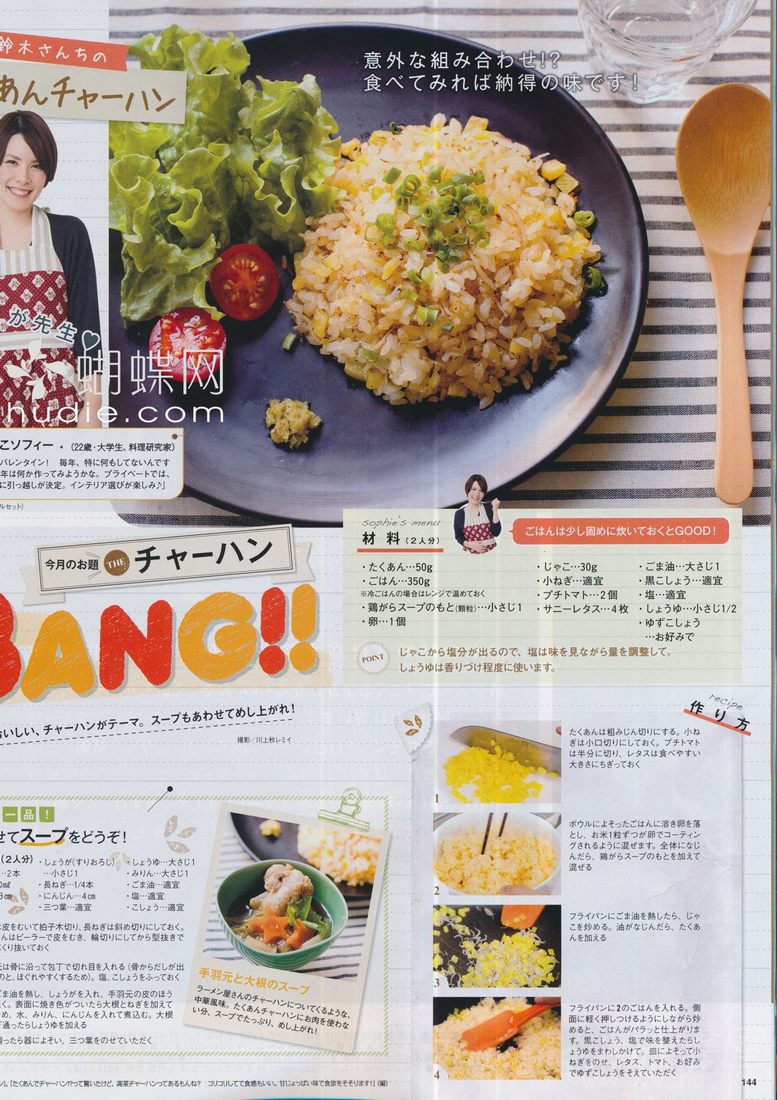 鈴木さんちの
あんチャーハン
意外な組み合わせ!?
食べてみれば納得の味です！
が先生♡
蝴蝶网
hudie.com
こソフィー ・（22歳・大学生、料理研究家）
バレンタイン！ 毎年、特に何もしてないんです
年は何か作ってみようかな。プライベートでは、
に引っ越しが決定。インテリア選びが楽しみ♪」
ルセット）
今月のお題 THE チャーハン
BANG!!
おいしい、チャーハンがテーマ。スープもあわせてめし上がれ！
撮影／川上秋レミイ
sophie's menu
材料（2人分）
ごはんは少し固めに炊いておくとGOOD！
・たくあん…50g
・ごはん…350g
※冷ごはんの場合はレンジで温めておく
・鶏がらスープのもと（顆粒）…小さじ1
・卵…1個
・じゃこ…30g
・小ねぎ…適宜
・プチトマト…2個
・サニーレタス…4枚
・ごま油…大さじ1
・黒こしょう…適宜
・塩…適宜
・しょうゆ…小さじ1/2
・ゆずこしょう
…お好みで
POINT
じゃこから塩分が出るので、塩は味を見ながら量を調整して。
しょうゆは香りづけ程度に使います。
recipe
作り方
1
たくあんは粗みじん切りにする。小ね
ぎは小口切りにしておく。プチトマト
は半分に切り、レタスは食べやすい
大きさにちぎっておく
2
ボウルによそったごはんに溶き卵を落
とし、お米1粒ずつが卵でコーティン
グされるように混ぜます。全体になじ
んだら、鶏がらスープのもとを加えて
混ぜる
3
フライパンにごま油を熱したら、じゃ
こを炒める。油がなじんだら、たくあ
んを加える
4
フライパンに2のごはんを入れる。側
面に軽く押しつけるようにしながら炒
めると、ごはんがパラッと仕上がりま
す。黒こしょう、塩で味を整えたらし
ょうゆをまわしかけて。皿によそって小
ねぎをのせ、レタス、トマト、お好み
でゆずこしょうをそえていただく
一品！
せてスープをどうぞ！
（2人分）
…2本
・しょうが（すりおろし）
…小さじ1
・長ねぎ…1/4本
・にんじん…4cm
・三つ葉…適宜
・しょうゆ…大さじ1
・みりん…大さじ1
・ごま油…適宜
・塩…適宜
・こしょう…適宜
は皮をむいて拍子木切り、長ねぎは斜め切りにしておく。
んはピーラーで皮をむき、輪切りにしてから型抜きで
くり抜いておく
元は骨に沿って包丁で切れ目を入れる（骨からだしが出
のと、はぐれやすくするため）。塩、こしょうをふっておく
ごま油を熱し、しょうがを入れ、手羽元の皮のほう
く。表面に焼き色がついたら大根とねぎを加えて
め、水、みりん、にんじんを入れて煮込む。大根
通ったらしょうゆを加える
ったら器によそい、三つ葉をのせていただく
手羽元と大根のスープ
ラーメン屋さんのチャーハンについてくるような、
中華風味。たくあんチャーハンにお肉を使わな
い分、スープでたっぷり、めし上がれ！
ン。「たくあんでチャーハン!?って驚いたけど、高菜チャーハンってあるもんね？ コリコリしてて食感もいい。甘じょっぱい味で食欲をそそります！」（編）
144